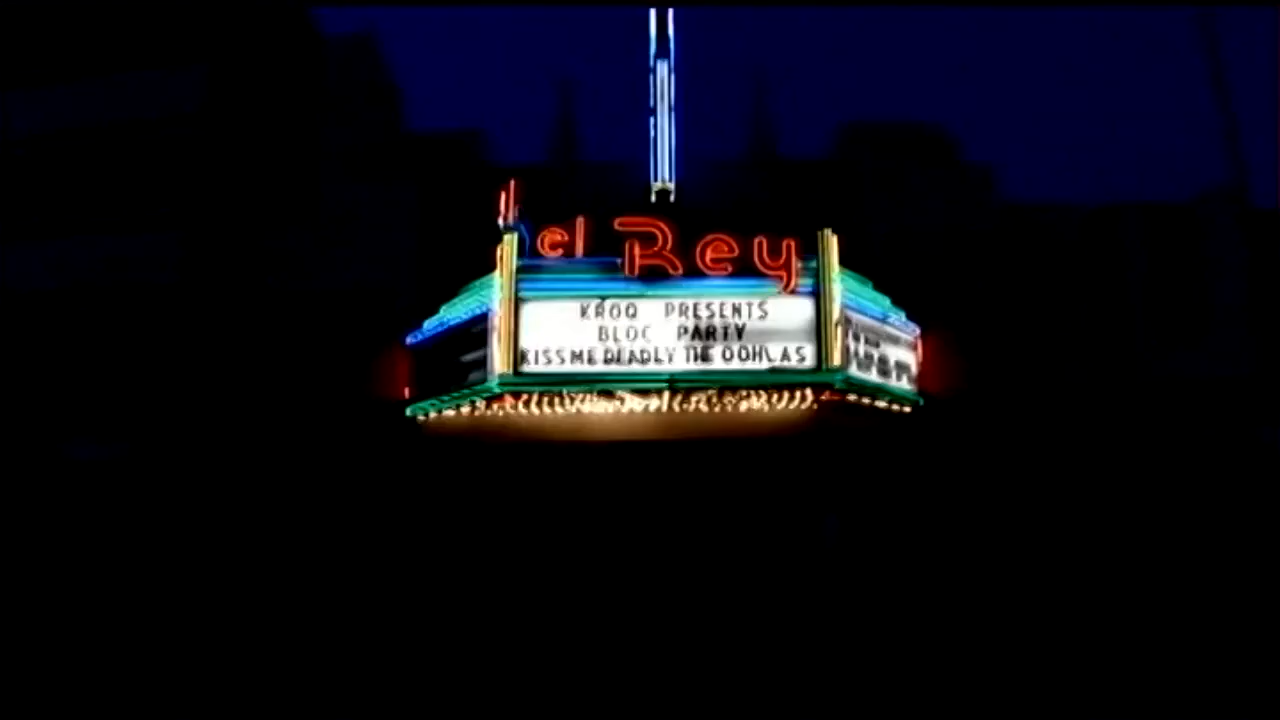 el Rey
KROQ PRESENTS
BLOC PARTY
KISS ME DEADLY THE OOHLAS